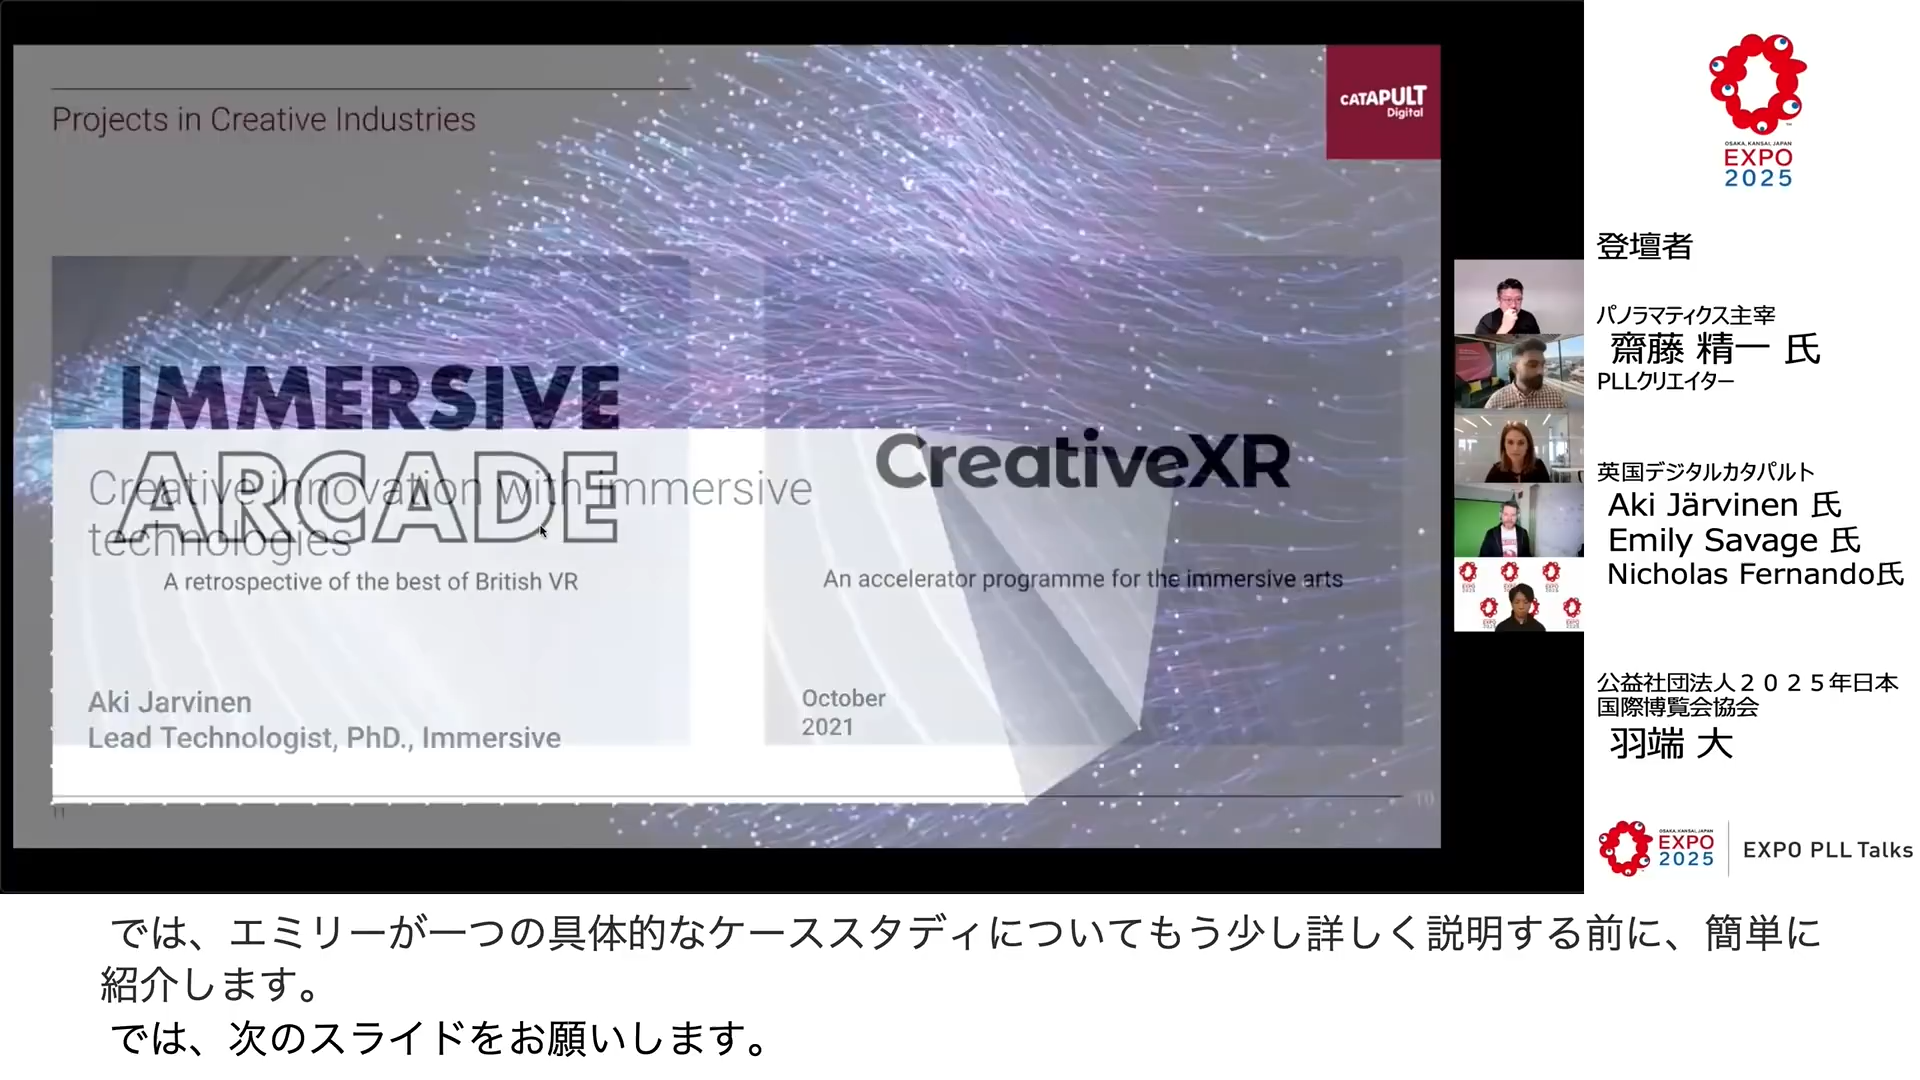 Projects in Creative Industries
CATAPULT
Digital
IMMERSIVE
ARCADE
Creative innovation with immersive
technologies
CreativeXR
A retrospective of the best of British VR
An accelerator programme for the immersive arts
Aki Jarvinen
Lead Technologist, PhD., Immersive
October
2021
11
10
OSAKA, KANSAI, JAPAN
EXPO
2025
登壇者
パノラマティクス主宰
齋藤 精一 氏
PLLクリエイター
英国デジタルカタパルト
Aki Järvinen 氏
Emily Savage 氏
Nicholas Fernando氏
公益社団法人２０２５年日本
国際博覧会協会
羽端 大
OSAKA, KANSAI, JAPAN
EXPO
2025
EXPO PLL Talks
では、エミリーが一つの具体的なケーススタディについてもう少し詳しく説明する前に、簡単に
紹介します。
では、次のスライドをお願いします。